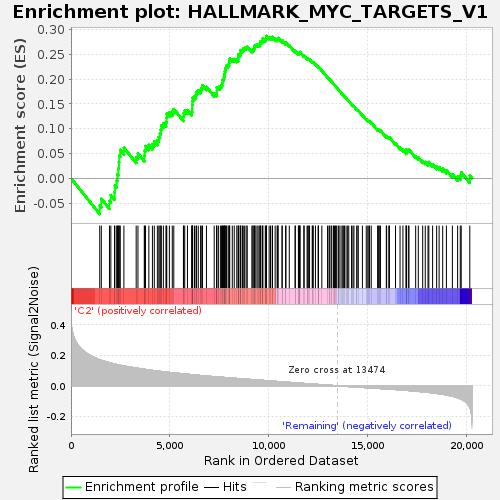 Enrichment plot: HALLMARK_MYC_TARGETS_V1
Enrichment score (ES)
0.30
0.25
0.20
0.15
0.10
0.05
0.00
-0.05
'C2' (positively correlated)
Ranked list metric (Signal2Noise)
0.4
0.2
0.0
-0.2
Zero cross at 13474
'Remaining' (negatively correlated)
0
5,000
10,000
15,000
20,000
Rank in Ordered Dataset
Enrichment profile
Hits
Ranking metric scores